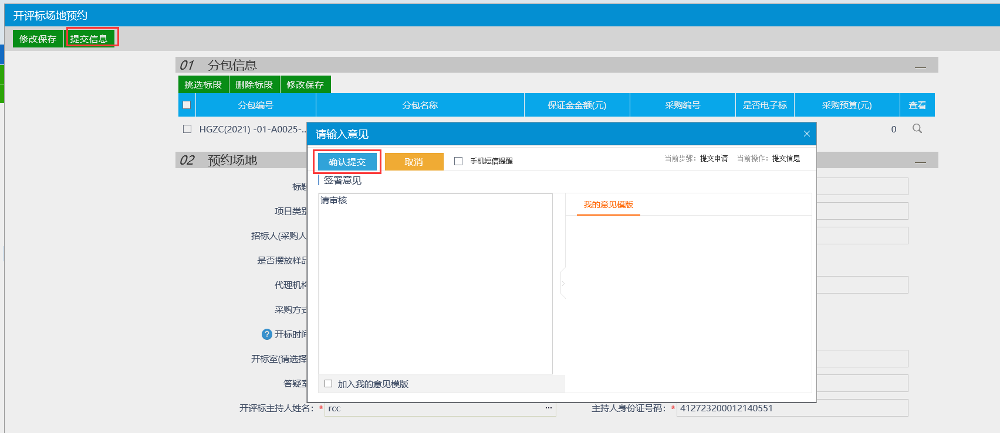 开评标场地预约
修改保存 提交信息
01 分包信息
挑选标段 删除标段 修改保存
分包编号 分包名称 保证金金额(元) 采购编号 是否电子标 采购预算(元) 查看
HGZC(2021) -01-A0025-... 0
请输入意见
02 预约场地
确认提交 取消 手机短信提醒 当前步骤: 提交申请 当前操作: 提交信息
签署意见
请审核
我的意见模版
标题
项目类别
招标人(采购人
是否摆放样品
代理机构
采购方式
? 开标时间
开标室(请选择
答疑室
加入我的意见模版
开评标主持人姓名: * rcc ... 主持人身份证号码: * 412723200012140551